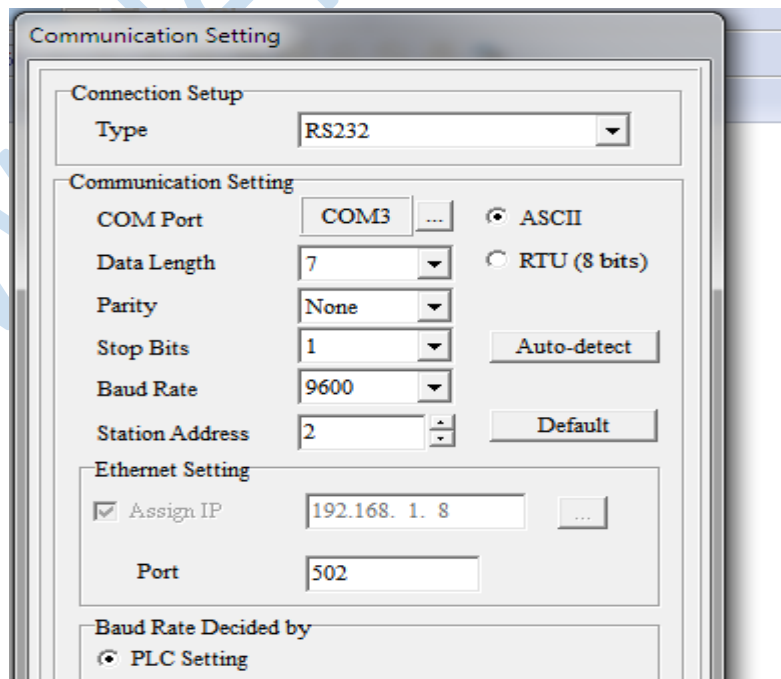 Communication Setting
Connection Setup
Type RS232
Communication Setting
COM Port COM3 ... ASCII
Data Length 7 RTU (8 bits)
Parity None
Stop Bits 1 Auto-detect
Baud Rate 9600
Station Address 2 Default
Ethernet Setting
Assign IP 192.168. 1. 8 ...
Port 502
Baud Rate Decided by
PLC Setting